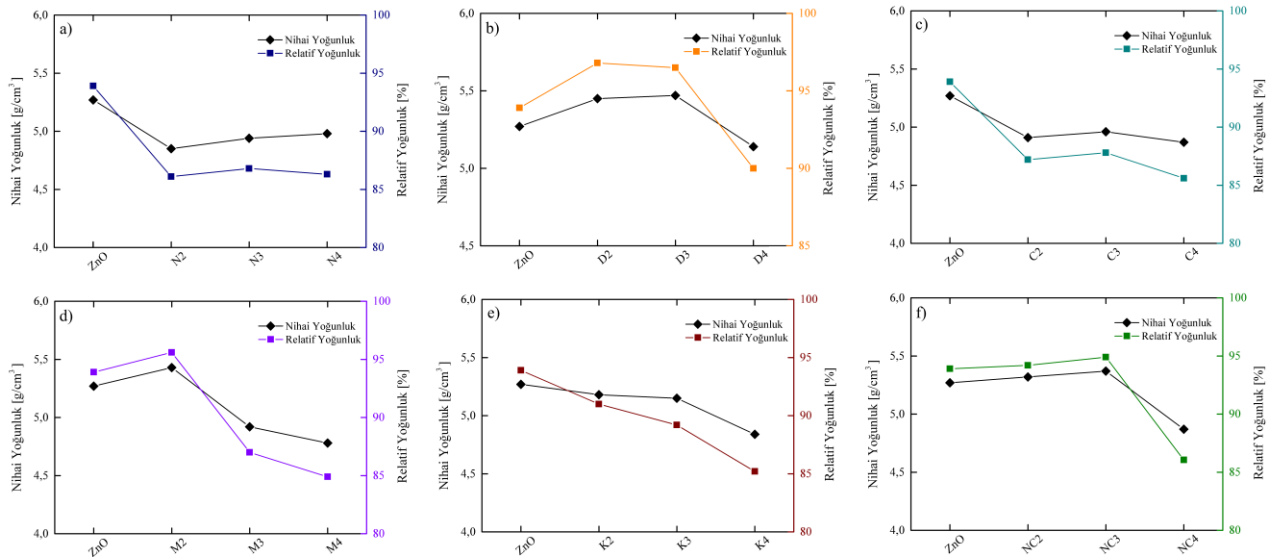 a)
Nihai Yoğunluk
Relatif Yoğunluk
Nihai Yoğunluk [g/cm³ ]
6,0
5,5
5,0
4,5
4,0
100
95
90
85
80
Relatif Yoğunluk [%]
ZnO N2 N3 N4
b)
Nihai Yoğunluk
Relatif Yoğunluk
Nihai Yoğunluk [g/cm³ ]
6,0
5,5
5,0
4,5
100
95
90
85
Relatif Yoğunluk [%]
ZnO D2 D3 D4
c)
Nihai Yoğunluk
Relatif Yoğunluk
Nihai Yoğunluk [g/cm³ ]
6,0
5,5
5,0
4,5
4,0
100
95
90
85
80
Relatif Yoğunluk [%]
ZnO C2 C3 C4
d)
Nihai Yoğunluk
Relatif Yoğunluk
Nihai Yoğunluk [g/cm³ ]
6,0
5,5
5,0
4,5
4,0
100
95
90
85
80
Relatif Yoğunluk [%]
ZnO M2 M3 M4
e)
Nihai Yoğunluk
Relatif Yoğunluk
Nihai Yoğunluk [g/cm³ ]
6,0
5,5
5,0
4,5
4,0
100
95
90
85
80
Relatif Yoğunluk [%]
ZnO K2 K3 K4
f)
Nihai Yoğunluk
Relatif Yoğunluk
Nihai Yoğunluk [g/cm³ ]
6,0
5,5
5,0
4,5
4,0
100
95
90
85
80
Relatif Yoğunluk [%]
ZnO NC2 NC3 NC4